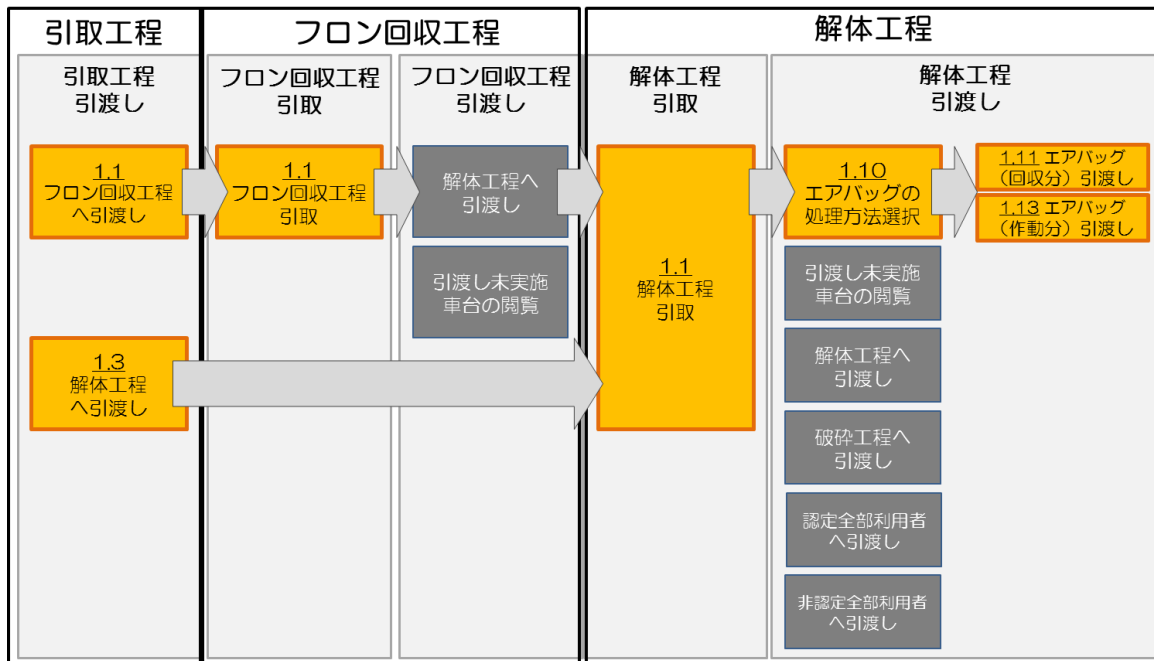 引取工程
フロン回収工程
解体工程
引取工程
引渡し
フロン回収工程
引取
フロン回収工程
引渡し
解体工程
引取
解体工程
引渡し
1.1
フロン回収工程
へ引渡し
1.1
フロン回収工程
引取
解体工程へ
引渡し
引渡し未実施
車台の閲覧
1.3
解体工程
へ引渡し
1.1
解体工程
引取
1.10
エアバッグの
処理方法選択
1.11 エアバッグ
（回収分）引渡し
1.13 エアバッグ
（作動分）引渡し
引渡し未実施
車台の閲覧
解体工程へ
引渡し
破砕工程へ
引渡し
認定全部利用者
へ引渡し
非認定全部利用者
へ引渡し